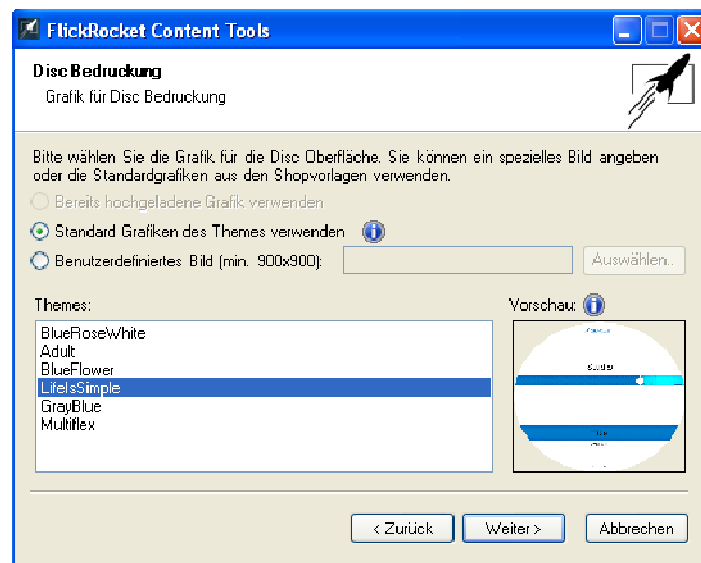 FlickRocket Content Tools
Disc Bedruckung
Grafik für Disc Bedruckung
Bitte wählen Sie die Grafik für die Disc Oberfläche. Sie können ein spezielles Bild angeben
oder die Standardgrafiken aus den Shopvorlagen verwenden.
Bereits hochgeladene Grafik verwenden
Standard Grafiken des Themes verwenden
Benutzerdefiniertes Bild (min. 900x900):
Auswählen..
Themes:
Vorschau:
BlueRoseWhite
Adult
BlueFlower
LifeIsSimple
GrayBlue
Multiflex
< Zurück
Weiter >
Abbrechen